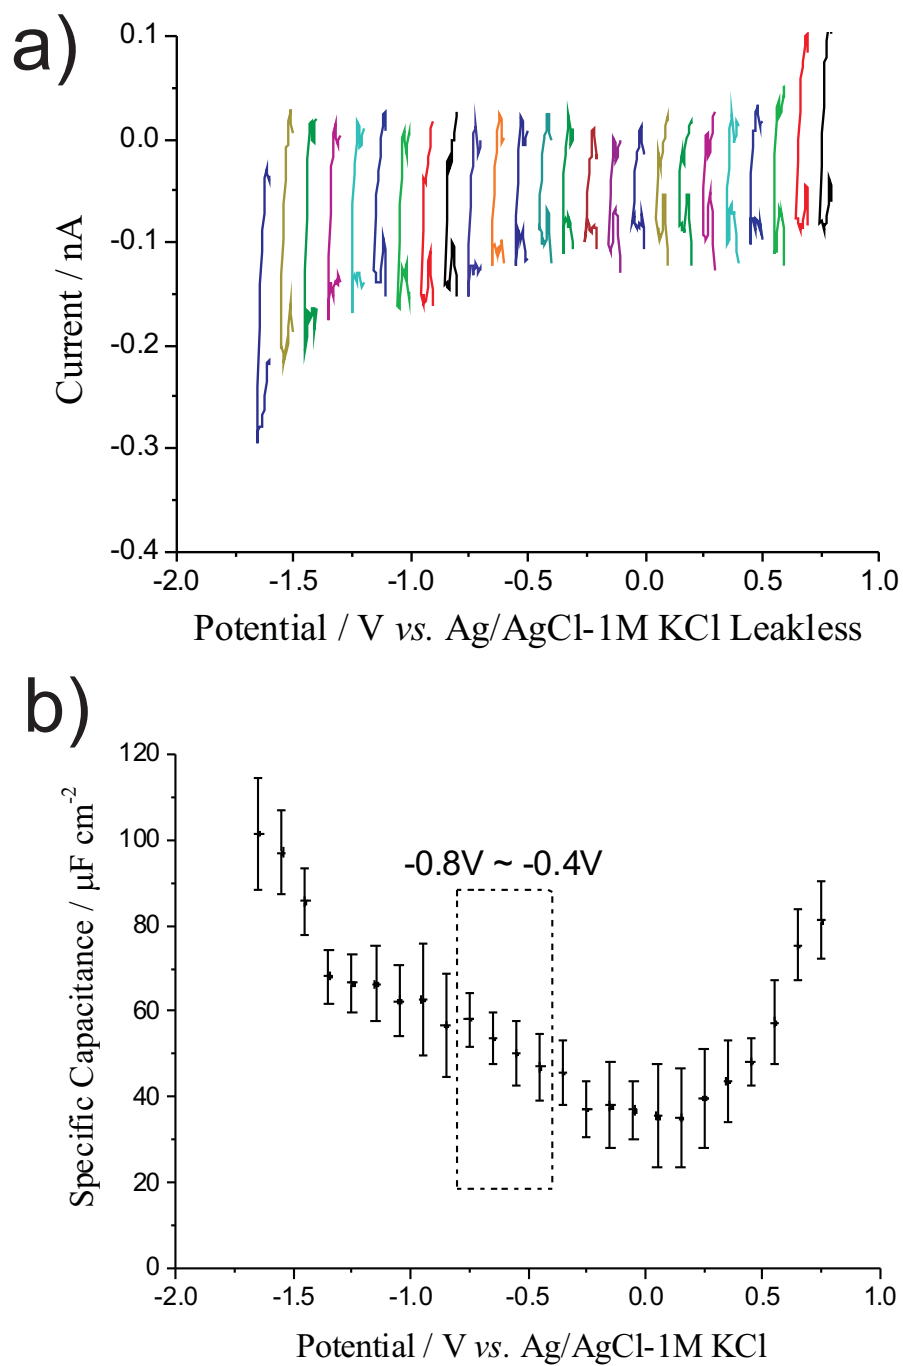 a)
0.1
0.0
-0.1
-0.2
-0.3
-0.4
Current / nA
-2.0 -1.5 -1.0 -0.5 0.0 0.5 1.0
Potential / V vs. Ag/AgCl-1M KCl Leakless
b)
120
100
80
60
40
20
0
Specific Capacitance / µF cm⁻²
-0.8V ~ -0.4V
-2.0 -1.5 -1.0 -0.5 0.0 0.5 1.0
Potential / V vs. Ag/AgCl-1M KCl